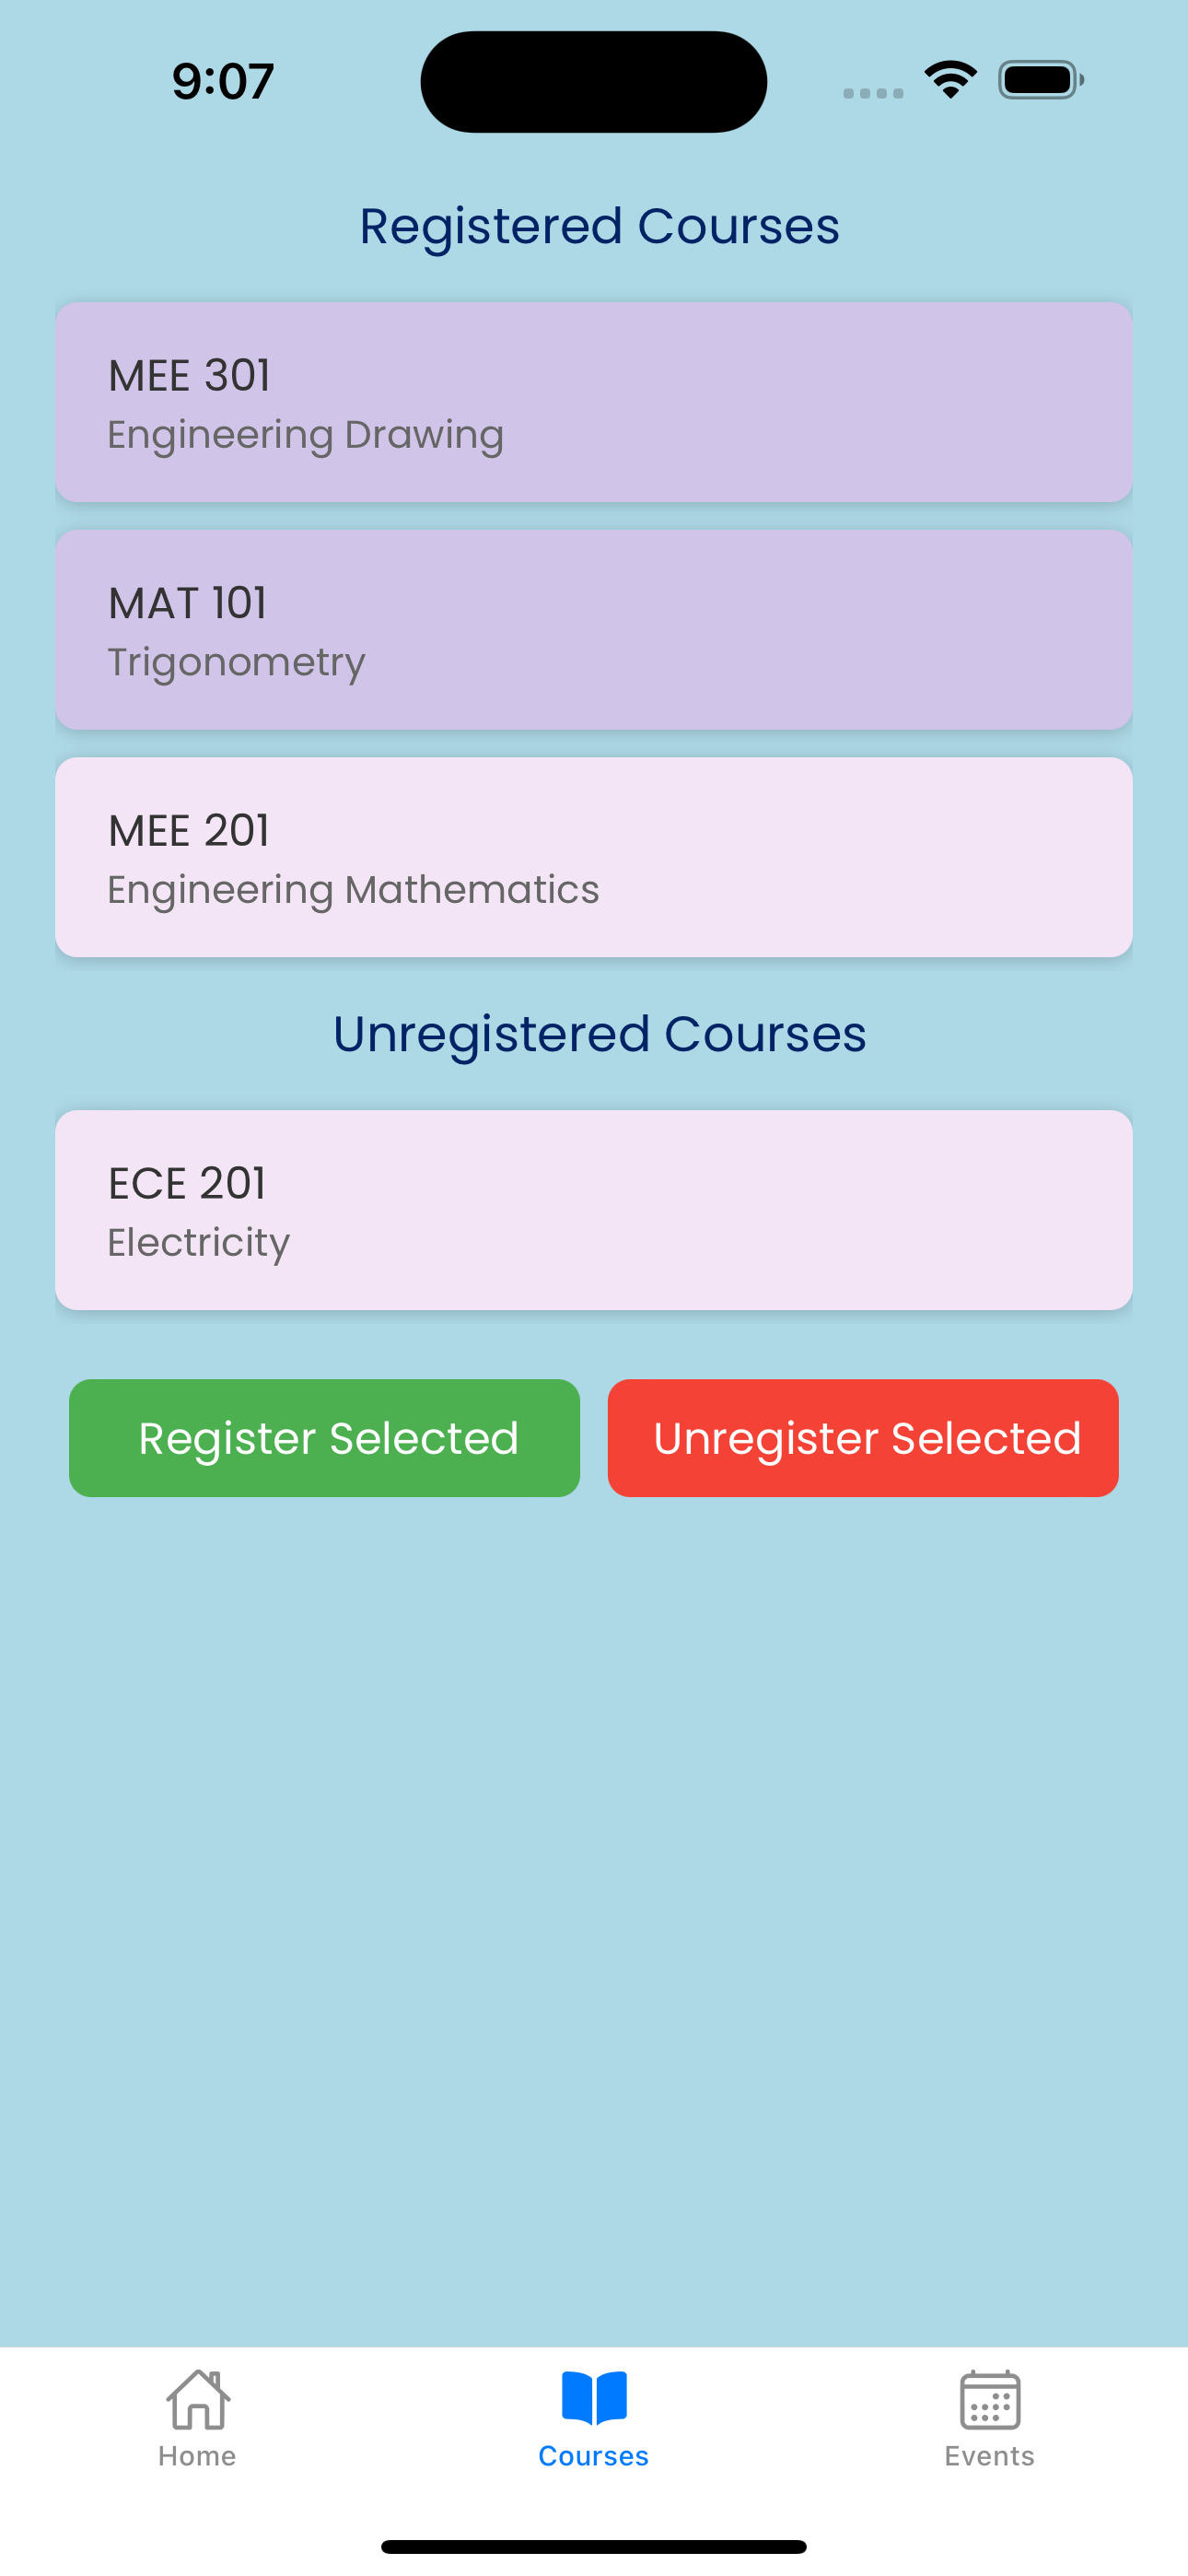 9:07
Registered Courses
MEE 301
Engineering Drawing
MAT 101
Trigonometry
MEE 201
Engineering Mathematics
Unregistered Courses
ECE 201
Electricity
Register Selected
Unregister Selected
Home
Courses
Events